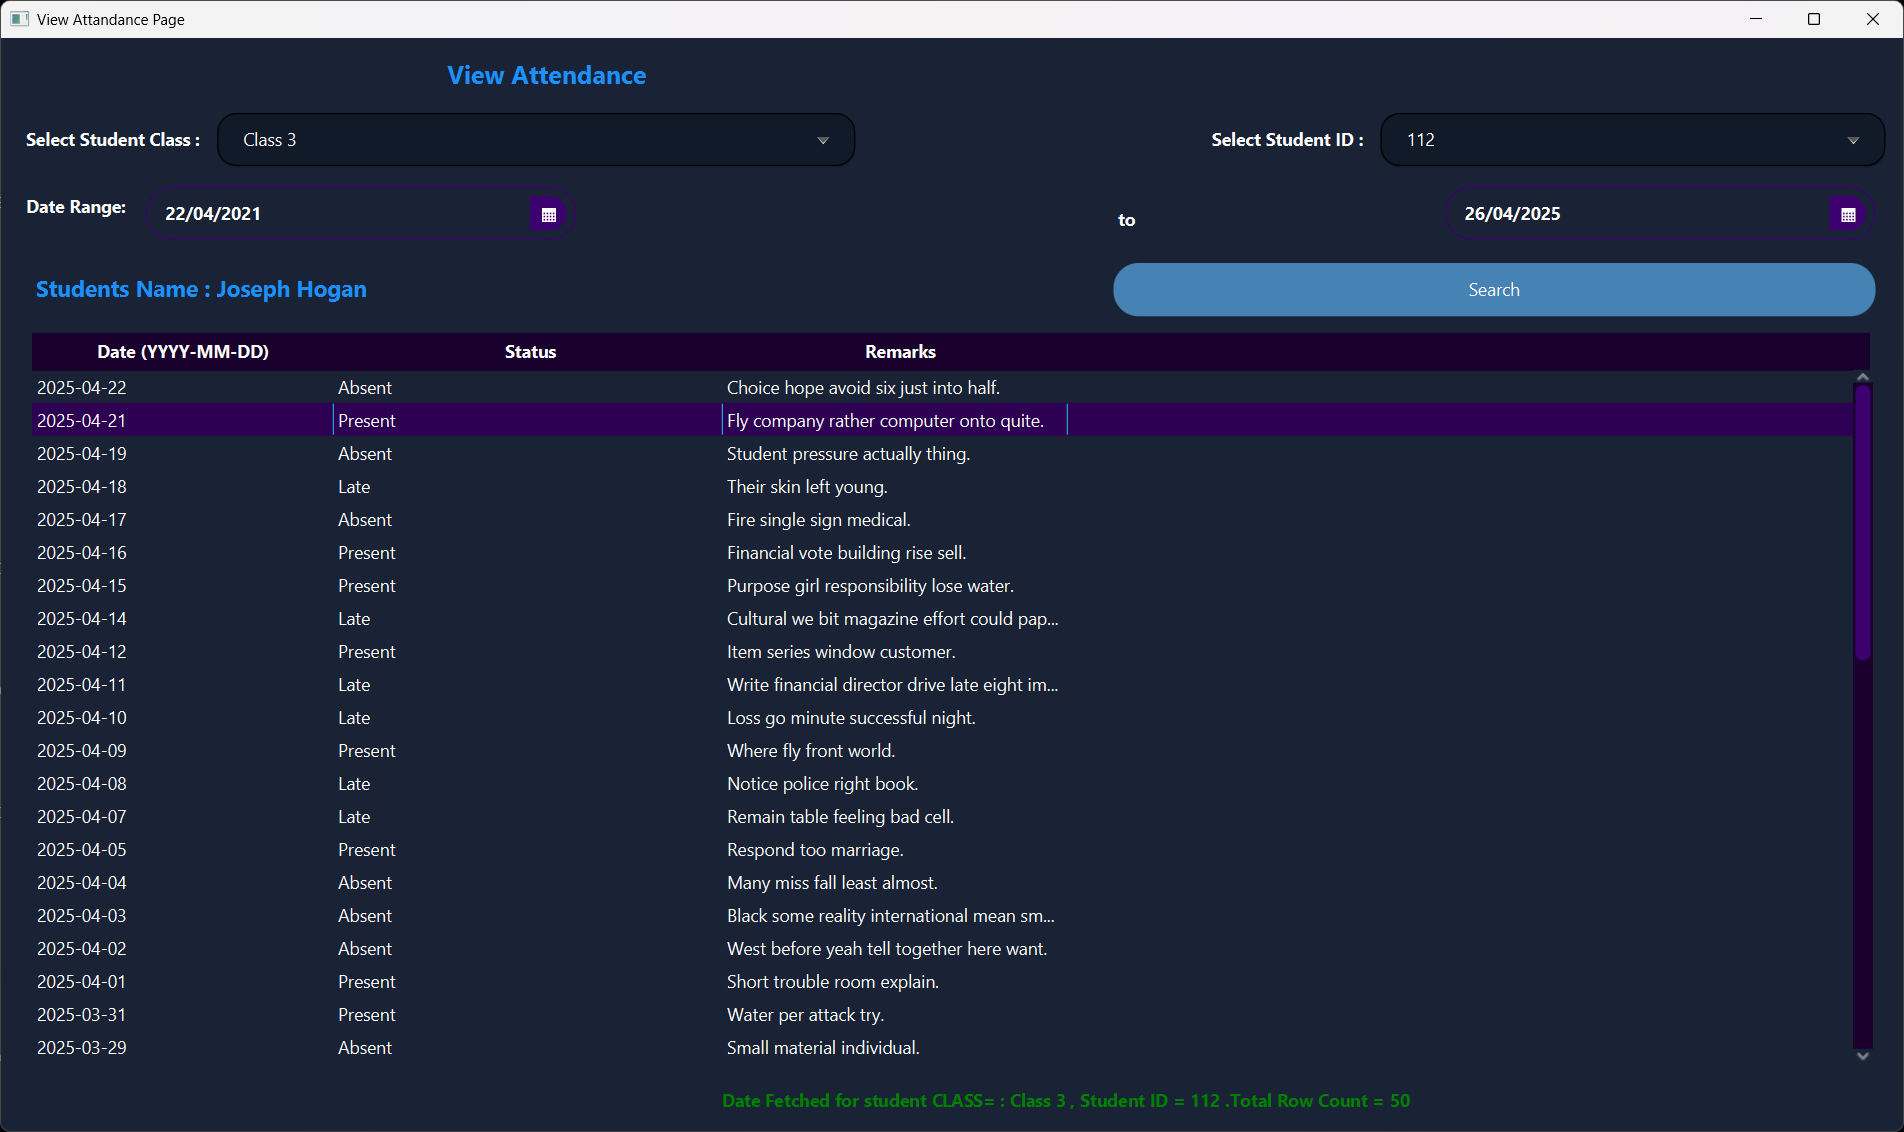 View Attandance Page
View Attendance
Select Student Class : Class 3 Select Student ID : 112
Date Range: 22/04/2021 to 26/04/2025
Students Name : Joseph Hogan Search
Date (YYYY-MM-DD) Status Remarks
2025-04-22 Absent Choice hope avoid six just into half.
2025-04-21 Present Fly company rather computer onto quite.
2025-04-19 Absent Student pressure actually thing.
2025-04-18 Late Their skin left young.
2025-04-17 Absent Fire single sign medical.
2025-04-16 Present Financial vote building rise sell.
2025-04-15 Present Purpose girl responsibility lose water.
2025-04-14 Late Cultural we bit magazine effort could pap...
2025-04-12 Present Item series window customer.
2025-04-11 Late Write financial director drive late eight im...
2025-04-10 Late Loss go minute successful night.
2025-04-09 Present Where fly front world.
2025-04-08 Late Notice police right book.
2025-04-07 Late Remain table feeling bad cell.
2025-04-05 Present Respond too marriage.
2025-04-04 Absent Many miss fall least almost.
2025-04-03 Absent Black some reality international mean sm...
2025-04-02 Absent West before yeah tell together here want.
2025-04-01 Present Short trouble room explain.
2025-03-31 Present Water per attack try.
2025-03-29 Absent Small material individual.
Date Fetched for student CLASS= : Class 3 , Student ID = 112 .Total Row Count = 50